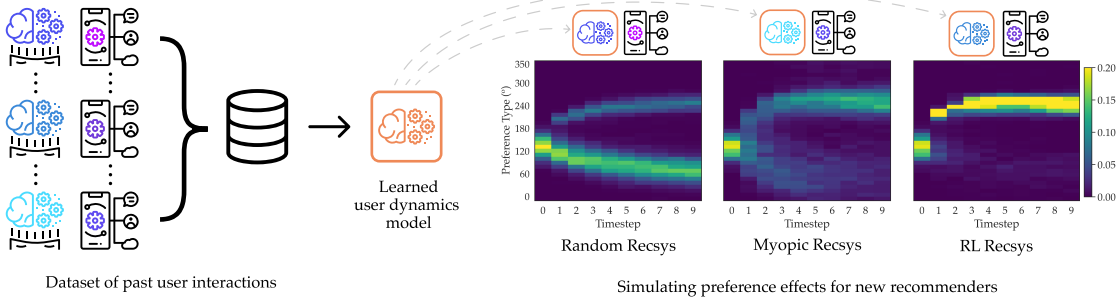 Dataset of past user interactions
Learned
user dynamics
model
Preference Type (°)
350
300
240
180
120
60
0
0 1 2 3 4 5 6 7 8 9
Timestep
Random Recsys
0 1 2 3 4 5 6 7 8 9
Timestep
Myopic Recsys
0 1 2 3 4 5 6 7 8 9
Timestep
RL Recsys
0.20
0.15
0.10
0.05
0.00
Simulating preference effects for new recommenders